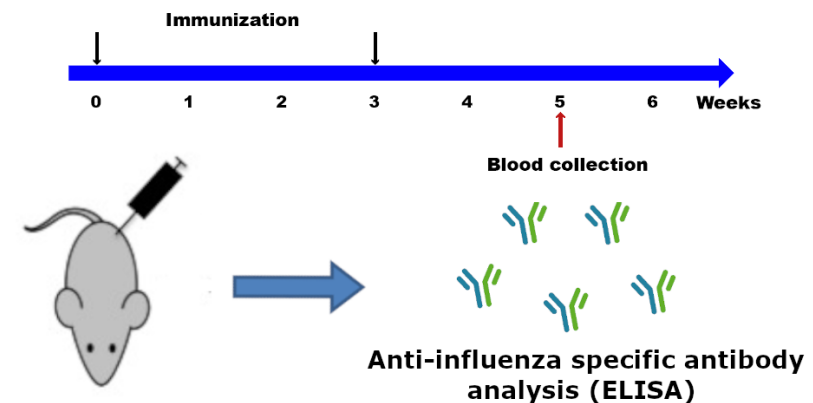 Immunization
0 1 2 3 4 5 6 Weeks
Blood collection
Anti-influenza specific antibody
analysis (ELISA)